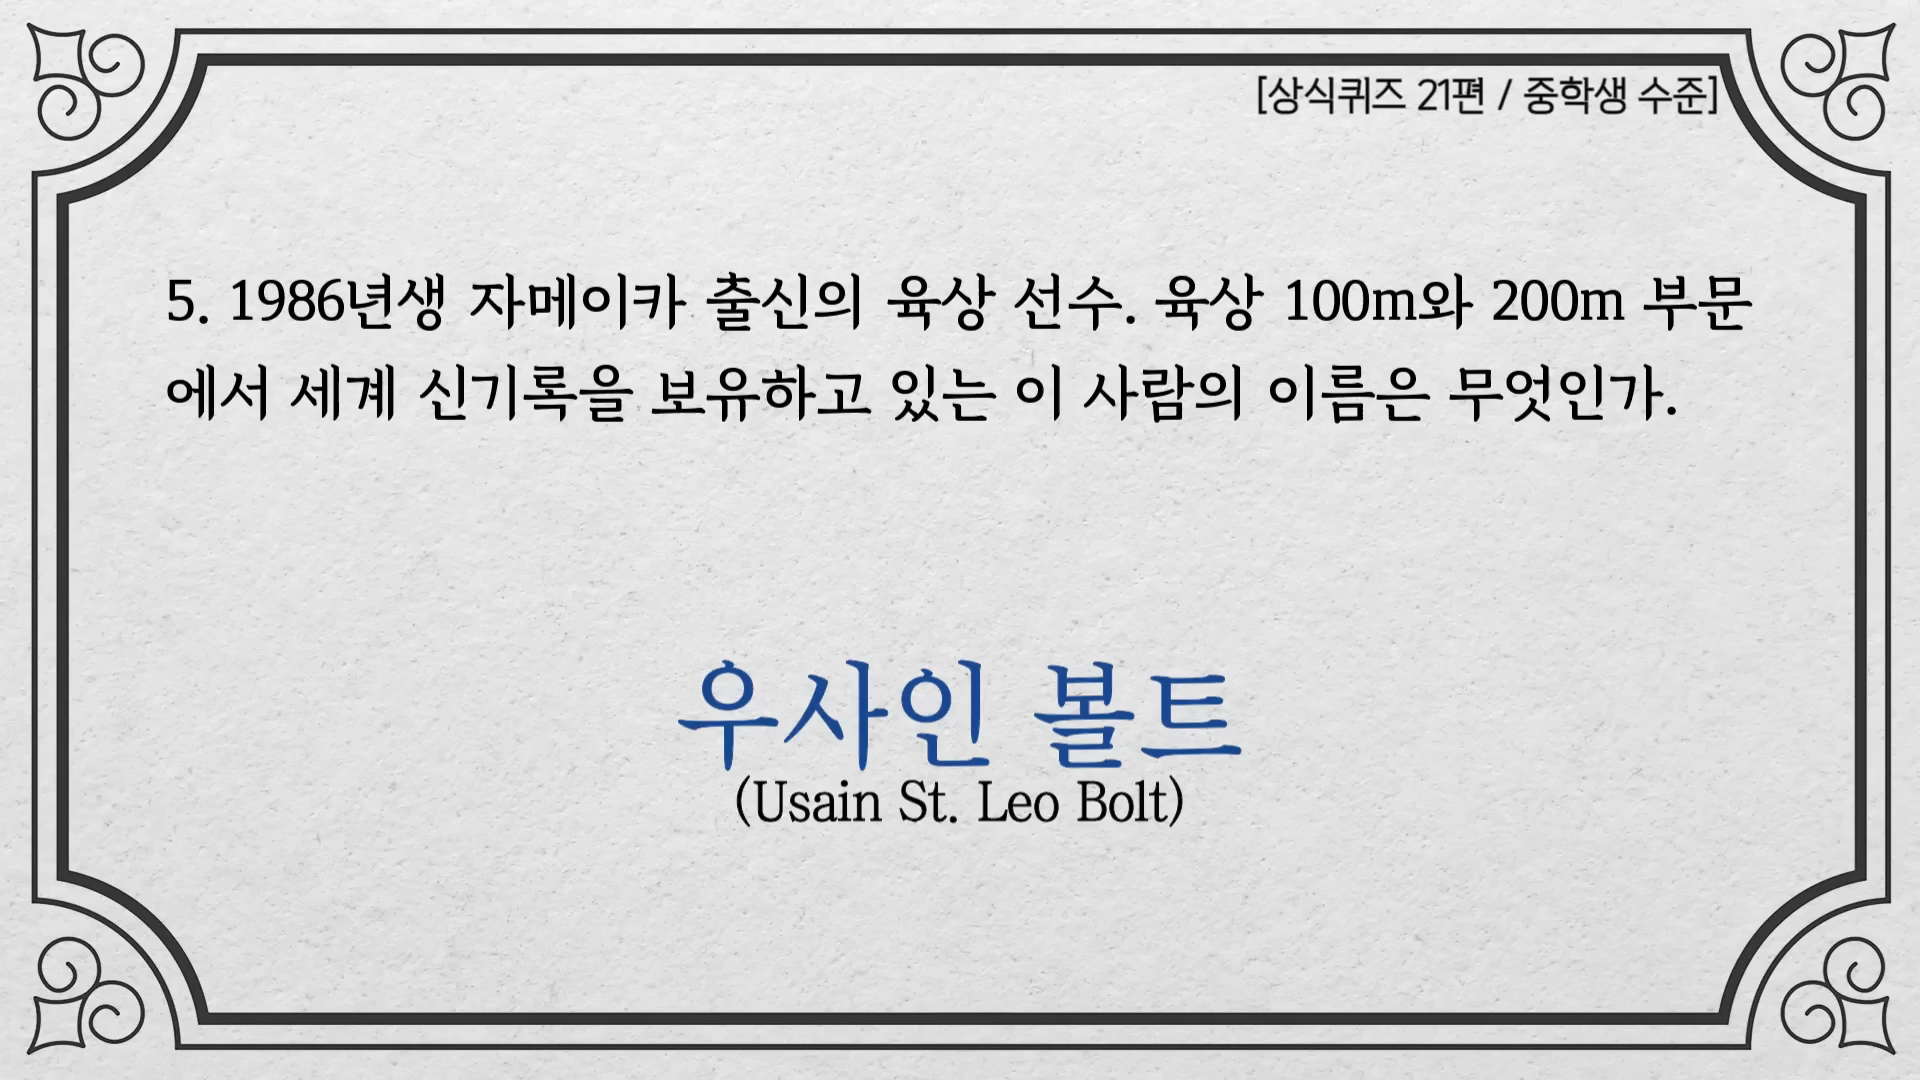 [상식퀴즈 21편 / 중학생 수준]
5. 1986년생 자메이카 출신의 육상 선수. 육상 100m와 200m 부문
에서 세계 신기록을 보유하고 있는 이 사람의 이름은 무엇인가.
우사인 볼트
(Usain St. Leo Bolt)